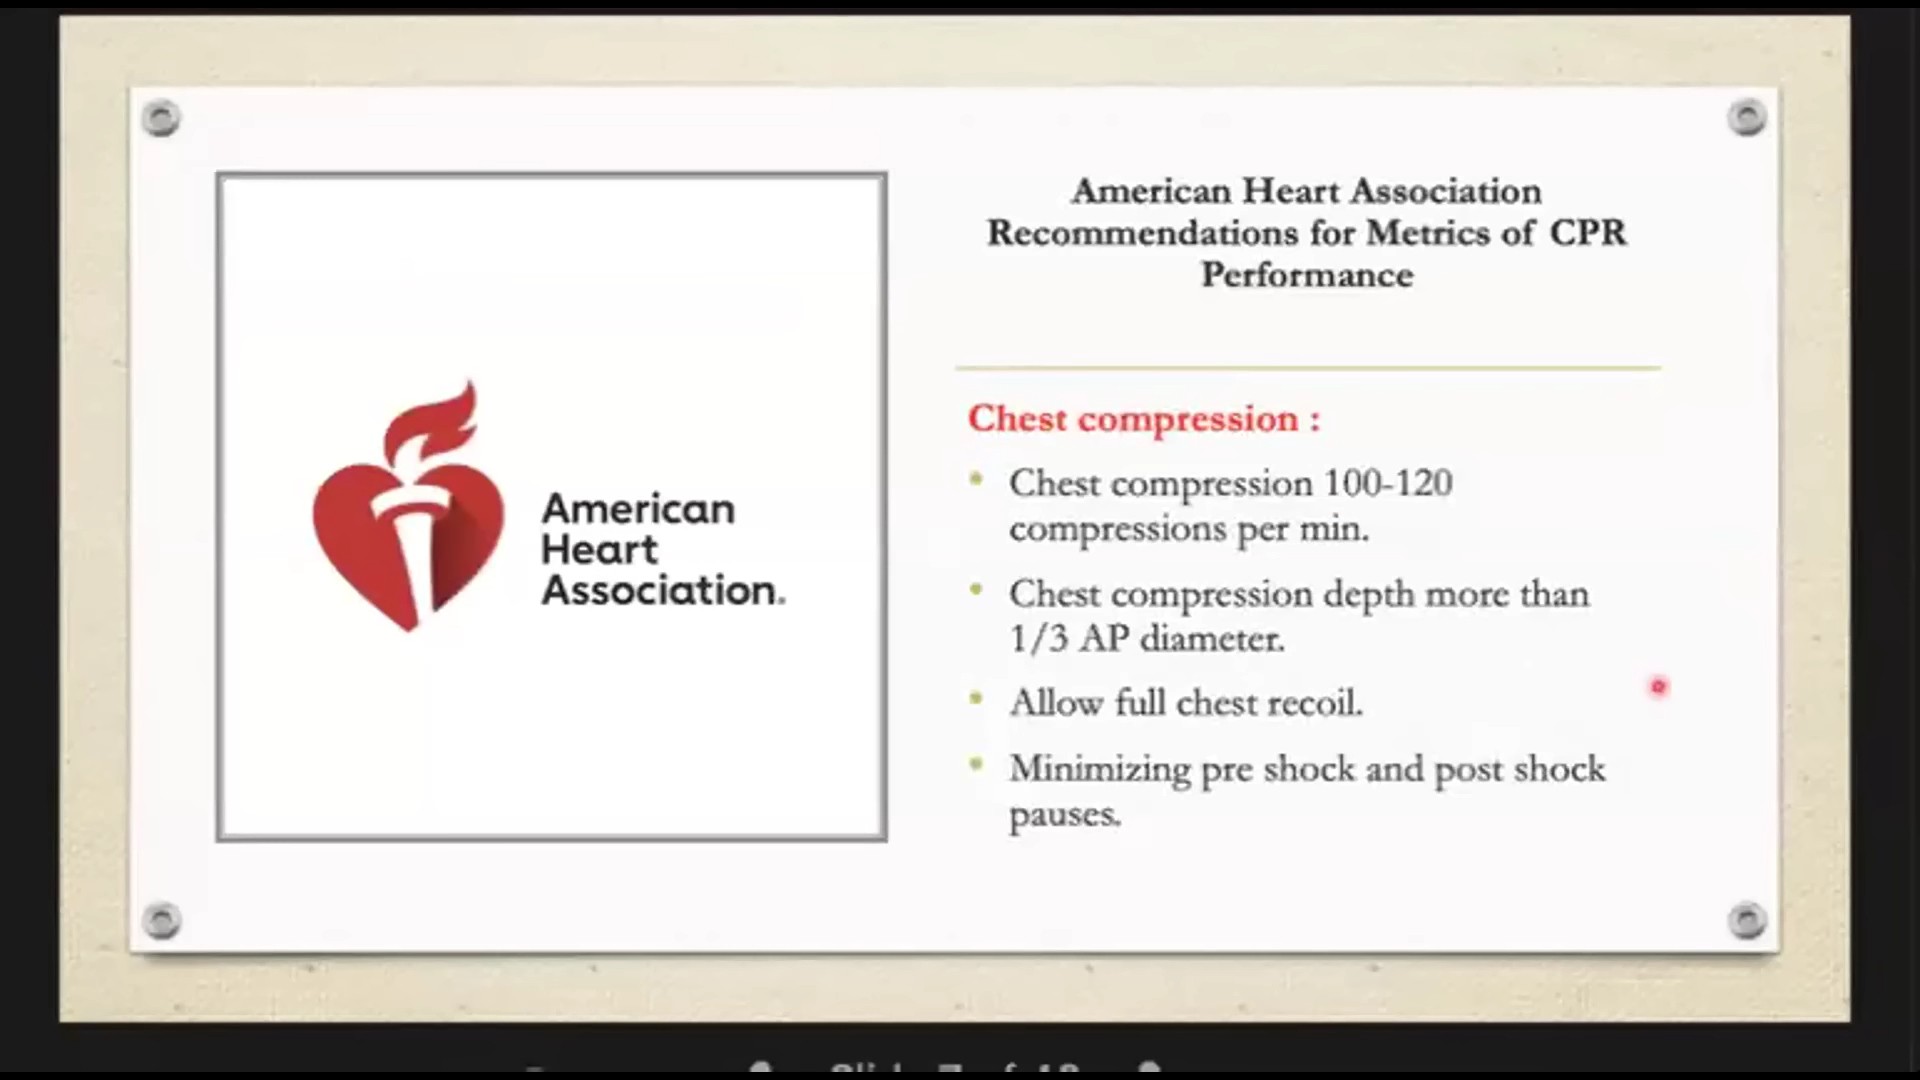 American Heart Association
Recommendations for Metrics of CPR
Performance
American
Heart
Association.
Chest compression :
• Chest compression 100-120
compressions per min.
• Chest compression depth more than
1/3 AP diameter.
• Allow full chest recoil.
• Minimizing pre shock and post shock
pauses.